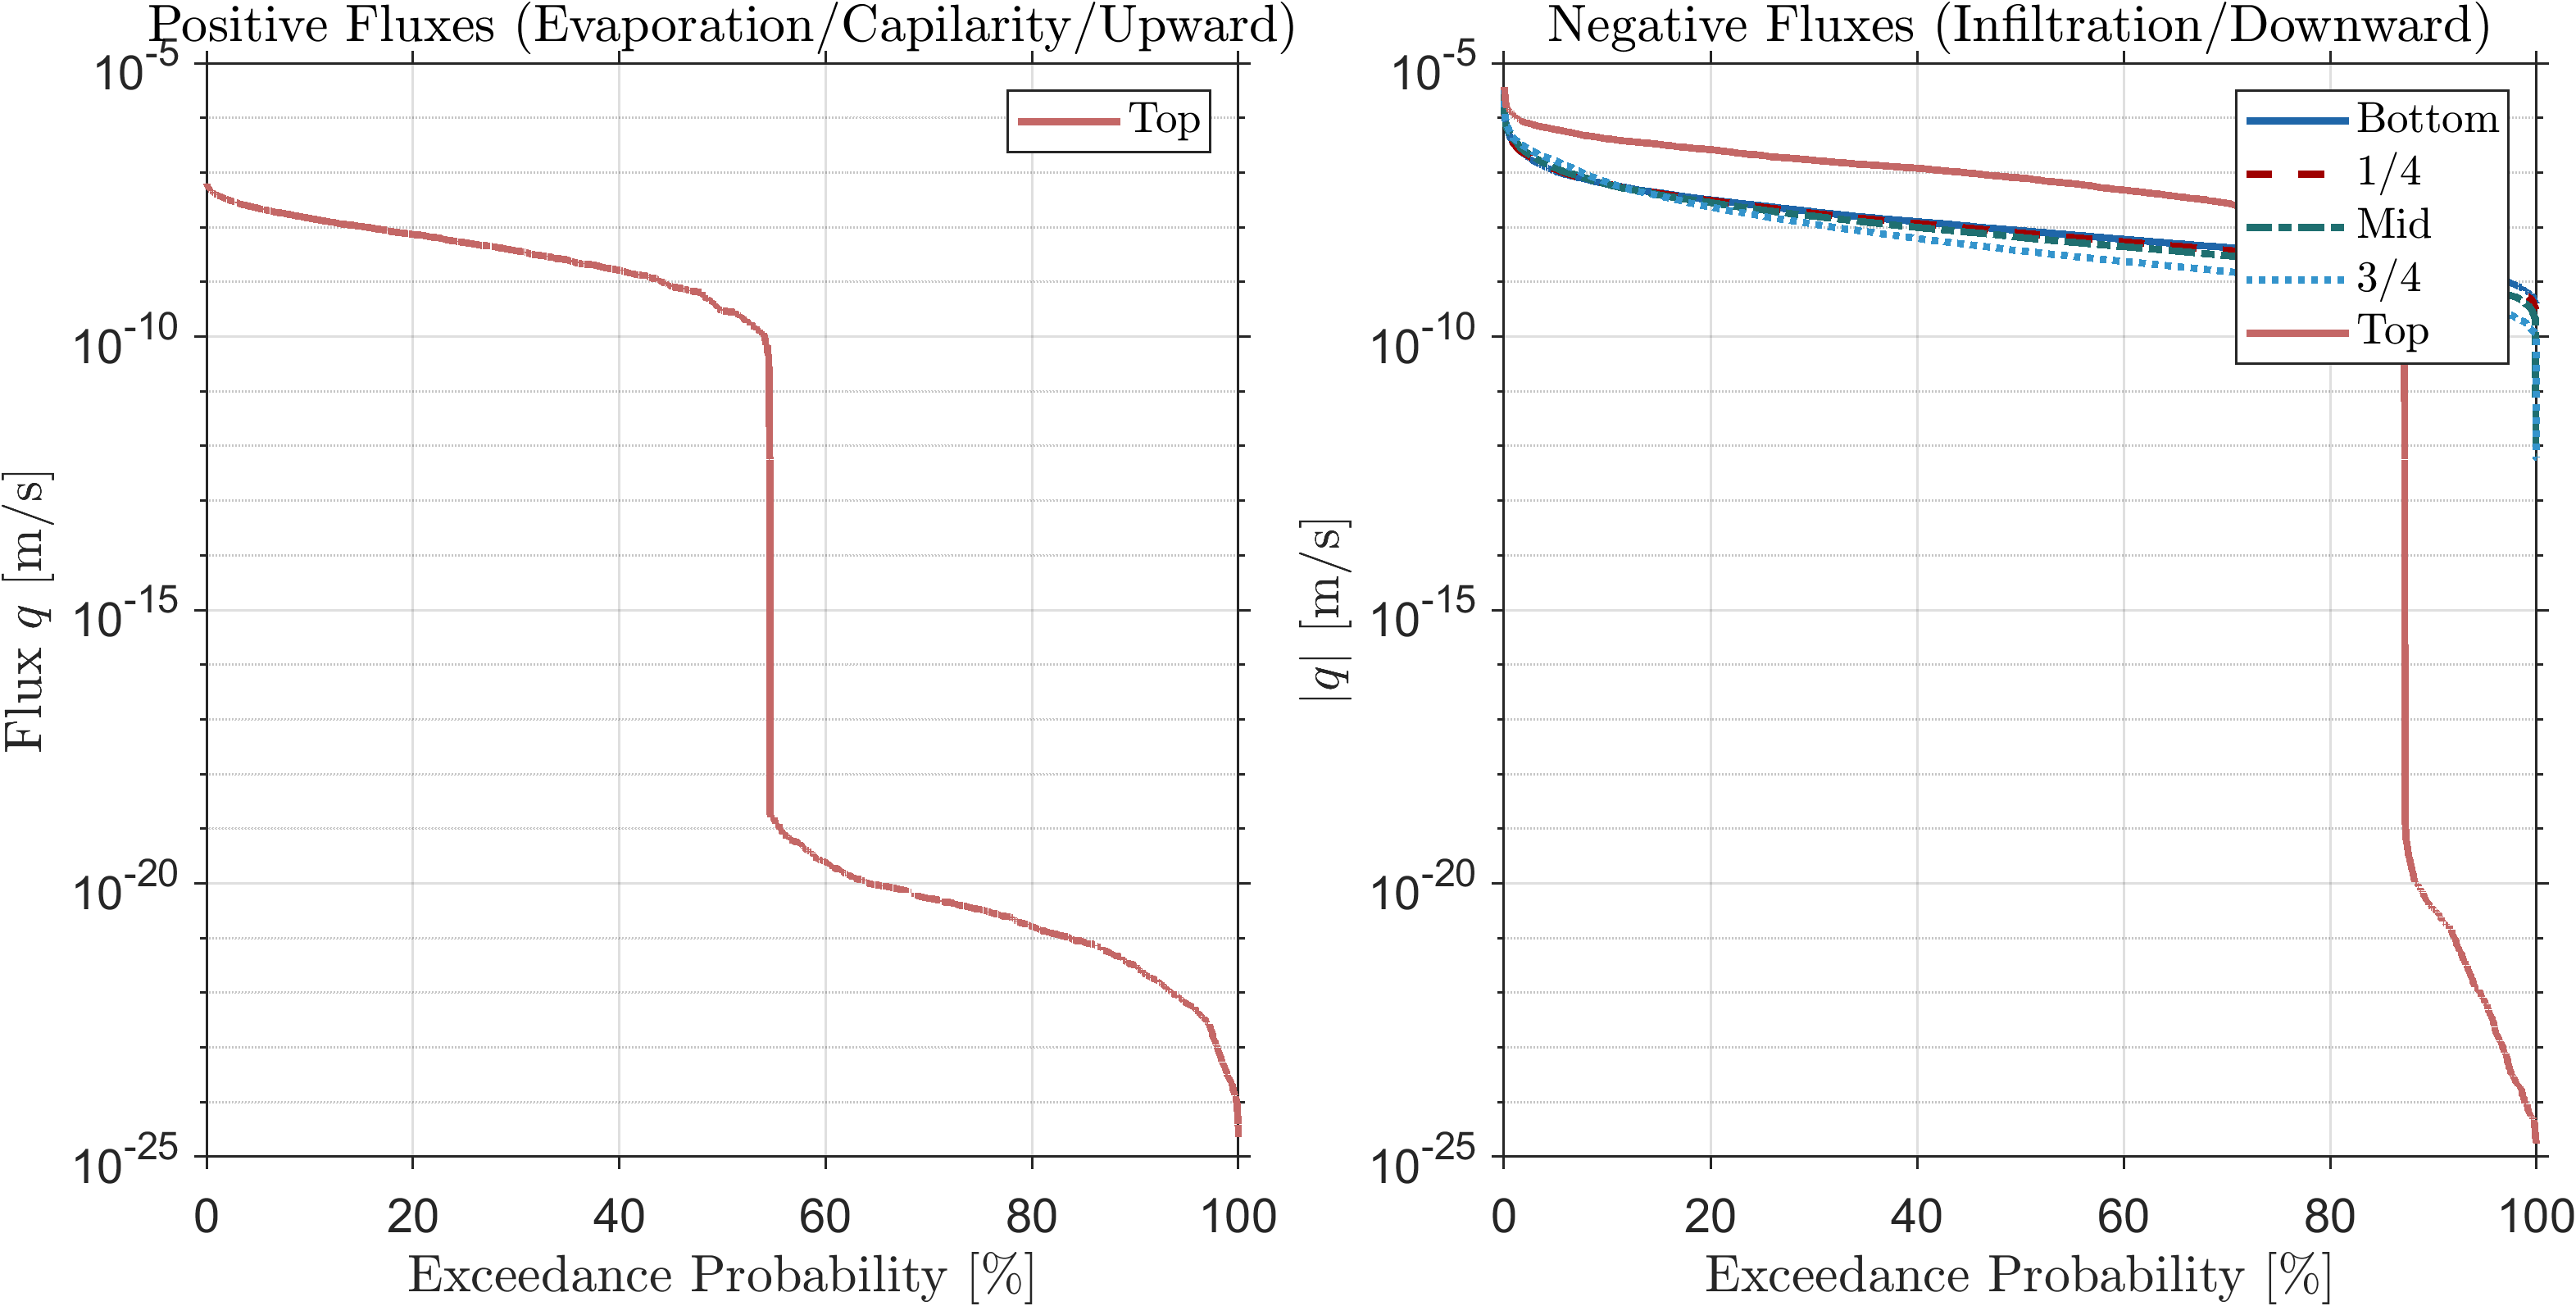 Positive Fluxes (Evaporation/Capilarity/Upward)
10^-5
10^-10
10^-15
10^-20
10^-25
Flux q [m/s]
Top
0 20 40 60 80 100
Exceedance Probability [%]
Negative Fluxes (Infiltration/Downward)
10^-5
10^-10
10^-15
10^-20
10^-25
|q| [m/s]
Bottom
1/4
Mid
3/4
Top
0 20 40 60 80 100
Exceedance Probability [%]